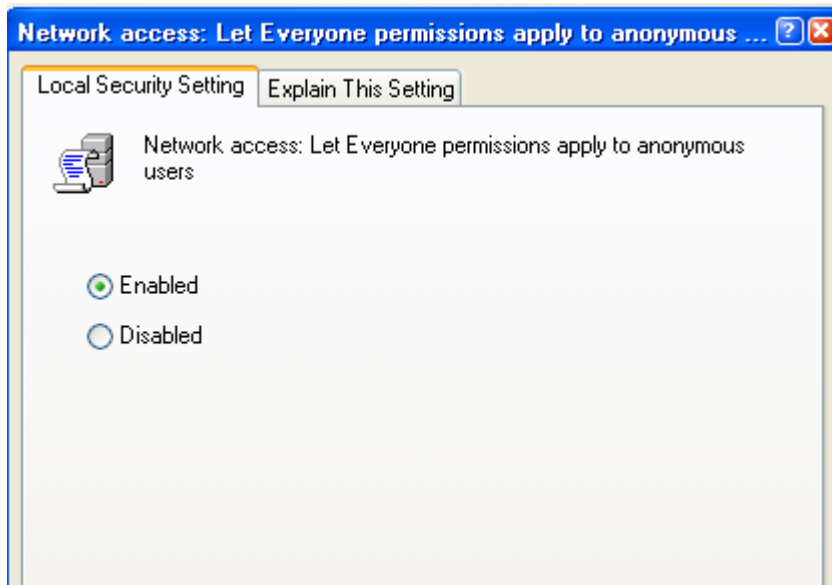 Network access: Let Everyone permissions apply to anonymous ...
Local Security Setting
Explain This Setting
Network access: Let Everyone permissions apply to anonymous
users
Enabled
Disabled